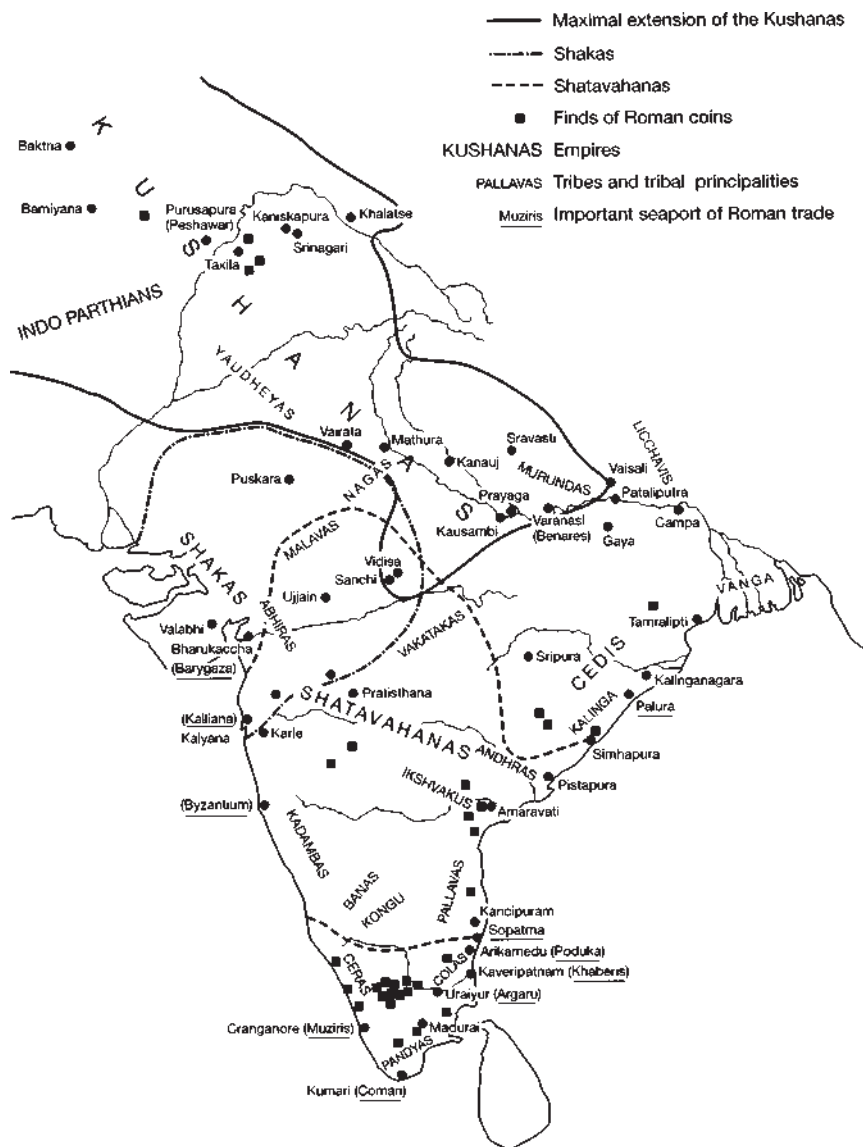 Maximal extension of the Kushanas
Shakas
Shatavahanas
Finds of Roman coins
KUSHANAS Empires
PALLAVAS Tribes and tribal principalities
Muziris Important seaport of Roman trade
KUSHANAS
Baktria
Bamiyana
Purusapura
(Peshawar)
Kaniskapura
Khalatse
Srinagari
Taxila
INDO PARTHIANS
YAUDHEYAS
Vairata
Mathura
Sravasti
Kanauj
LICCHAVIS
Vaisali
MURUNDAS
Puskara
NAGAS
Prayaga
Pataliputra
Kausambi
Varanasi
(Benares)
Campa
Gaya
SHAKAS
MALAVAS
Vidisa
Sanchi
VANGA
Ujjain
ABHIRAS
Valabhi
VAKATAKAS
Tamralipti
Bharukaccha
(Barygaza)
Sripura
CEDIS
Kalinganagara
Pratisthana
KALINGA
Palura
SHATAVAHANAS
(Kalliana)
Kalyana
Karle
ANDHRAS
Simhapura
Pistapura
IKSHVAKUS
Amaravati
(Byzantium)
KADAMBAS
BANAS
KONGU
PALLAVAS
Kancipuram
Sopatma
Arikamedu (Poduka)
CERAS
COLAS
Kaveripatnam (Khaberis)
Uraiyur (Argaru)
Cranganore (Muziris)
Madurai
PANDYAS
Kumari (Comari)